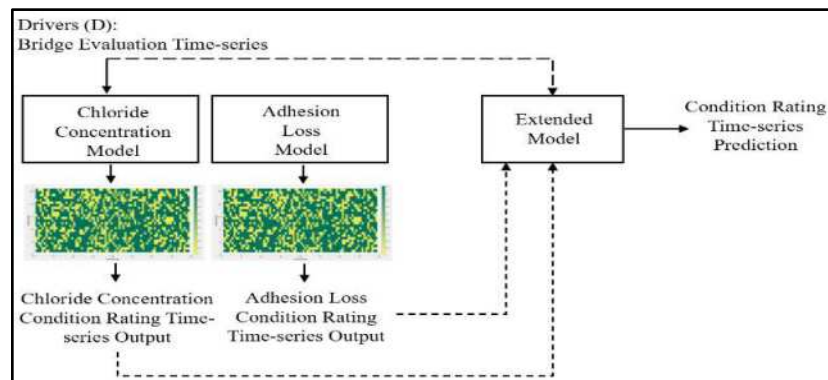 Drivers (D):
Bridge Evaluation Time-series
Chloride
Concentration
Model
Adhesion
Loss
Model
Extended
Model
Condition Rating
Time-series
Prediction
Chloride Concentration
Condition Rating Time-
series Output
Adhesion Loss
Condition Rating
Time-series Output